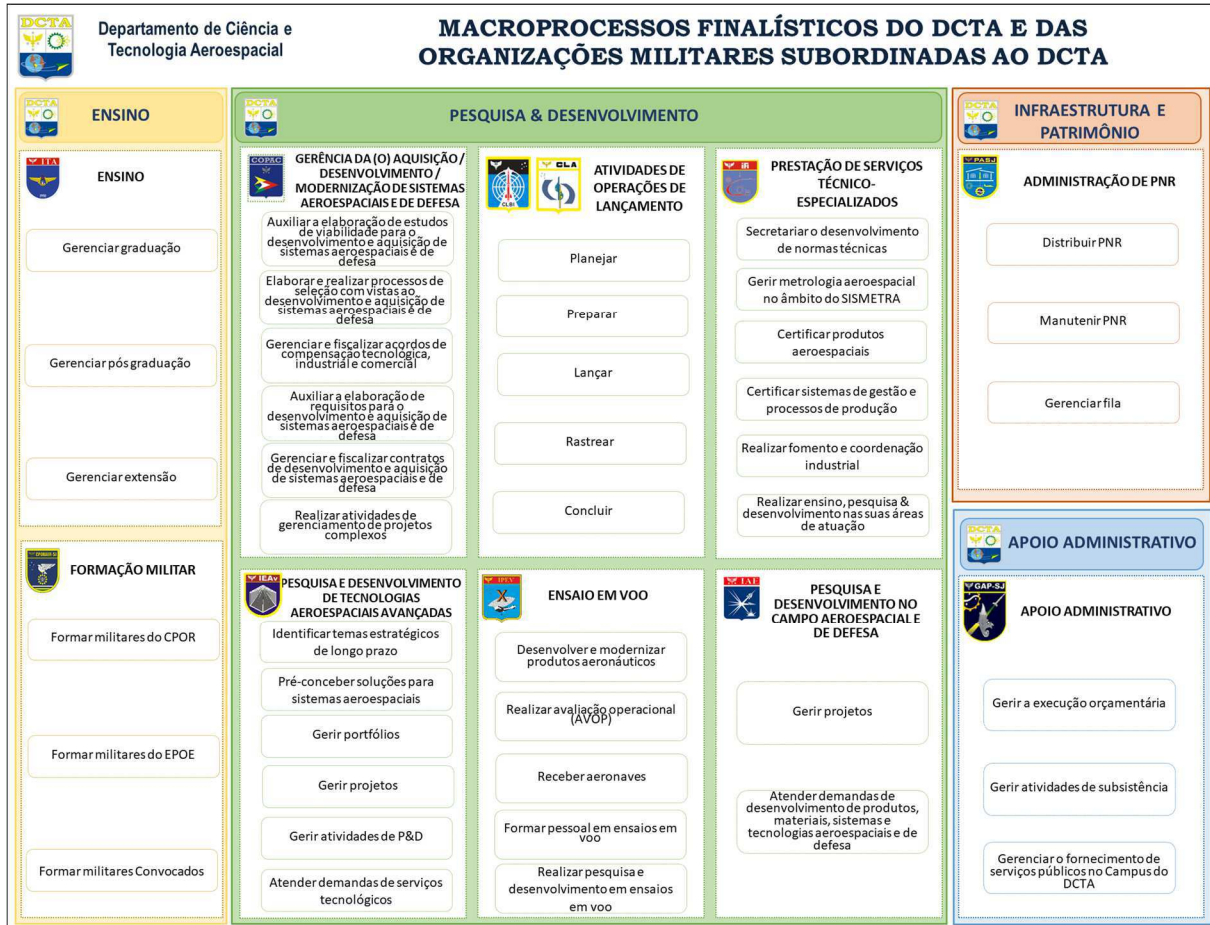 DCTA
Departamento de Ciência e
Tecnologia Aeroespacial
MACROPROCESSOS FINALÍSTICOS DO DCTA E DAS
ORGANIZAÇÕES MILITARES SUBORDINADAS AO DCTA
DCTA
ENSINO
ITA
ENSINO
Gerenciar graduação
Gerenciar pós graduação
Gerenciar extensão
FORMAÇÃO MILITAR
Formar militares do CPOR
Formar militares do EPOE
Formar militares Convocados
DCTA
PESQUISA & DESENVOLVIMENTO
COPAC
GERÊNCIA DA (O) AQUISIÇÃO /
DESENVOLVIMENTO /
MODERNIZAÇÃO DE SISTEMAS
AEROESPACIAIS E DE DEFESA
Auxiliar a elaboração de estudos
de viabilidade para o
desenvolvimento e aquisição de
sistemas aeroespaciais e de
defesa
Elaborar e realizar processos de
seleção com vistas ao
desenvolvimento e aquisição de
sistemas aeroespaciais e de
defesa
Gerenciar e fiscalizar acordos de
compensação tecnológica,
industrial e comercial
Auxiliar a elaboração de
requisitos para o
desenvolvimento e aquisição de
sistemas aeroespaciais e de
defesa
Gerenciar e fiscalizar contratos
de desenvolvimento e aquisição
de sistemas aeroespaciais e de
defesa
Realizar atividades de
gerenciamento de projetos
complexos
CLBI
CLA
ATIVIDADES DE
OPERAÇÕES DE
LANÇAMENTO
Planejar
Preparar
Lançar
Rastrear
Concluir
IFI
PRESTAÇÃO DE SERVIÇOS
TÉCNICO-
ESPECIALIZADOS
Secretariar o desenvolvimento
de normas técnicas
Gerir metrologia aeroespacial
no âmbito do SISMETRA
Certificar produtos
aeroespaciais
Certificar sistemas de gestão e
processos de produção
Realizar fomento e coordenação
industrial
Realizar ensino, pesquisa &
desenvolvimento nas suas áreas
de atuação
IEAv
PESQUISA E DESENVOLVIMENTO
DE TECNOLOGIAS
AEROESPACIAIS AVANÇADAS
Identificar temas estratégicos
de longo prazo
Pré-conceber soluções para
sistemas aeroespaciais
Gerir portfólios
Gerir projetos
Gerir atividades de P&D
Atender demandas de serviços
tecnológicos
IPEV
ENSAIO EM VOO
Desenvolver e modernizar
produtos aeronáuticos
Realizar avaliação operacional
(AVOP)
Receber aeronaves
Formar pessoal em ensaios em
voo
Realizar pesquisa e
desenvolvimento em ensaios
em voo
IAE
PESQUISA E
DESENVOLVIMENTO NO
CAMPO AEROESPACIAL E
DE DEFESA
Gerir projetos
Atender demandas de
desenvolvimento de produtos,
materiais, sistemas e
tecnologias aeroespaciais e de
defesa
DCTA
INFRAESTRUTURA E
PATRIMÔNIO
PASJ
ADMINISTRAÇÃO DE PNR
Distribuir PNR
Manutenir PNR
Gerenciar fila
DCTA
APOIO ADMINISTRATIVO
GAP-SJ
APOIO ADMINISTRATIVO
Gerir a execução orçamentária
Gerir atividades de subsistência
Gerenciar o fornecimento de
serviços públicos no Campus do
DCTA